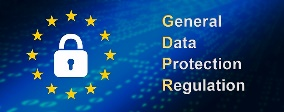 General
Data
Protection
Regulation